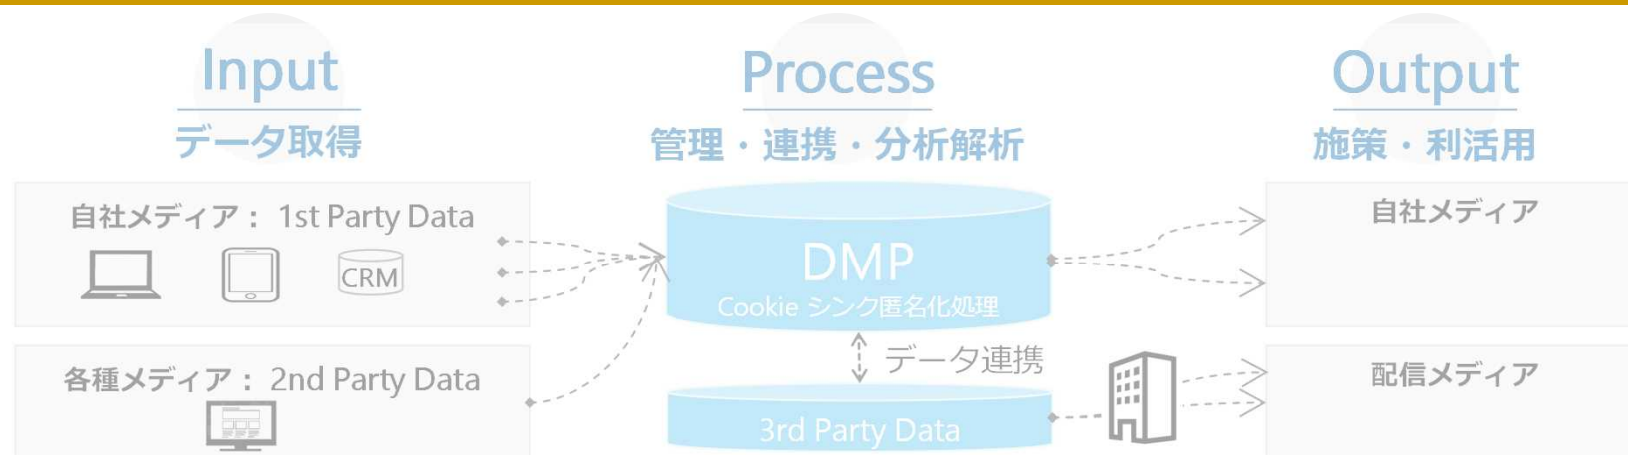 Input
データ取得
Process
管理・連携・分析解析
Output
施策・利活用
自社メディア： 1st Party Data
CRM
各種メディア： 2nd Party Data
DMP
Cookie シンク匿名化処理
データ連携
3rd Party Data
自社メディア
配信メディア